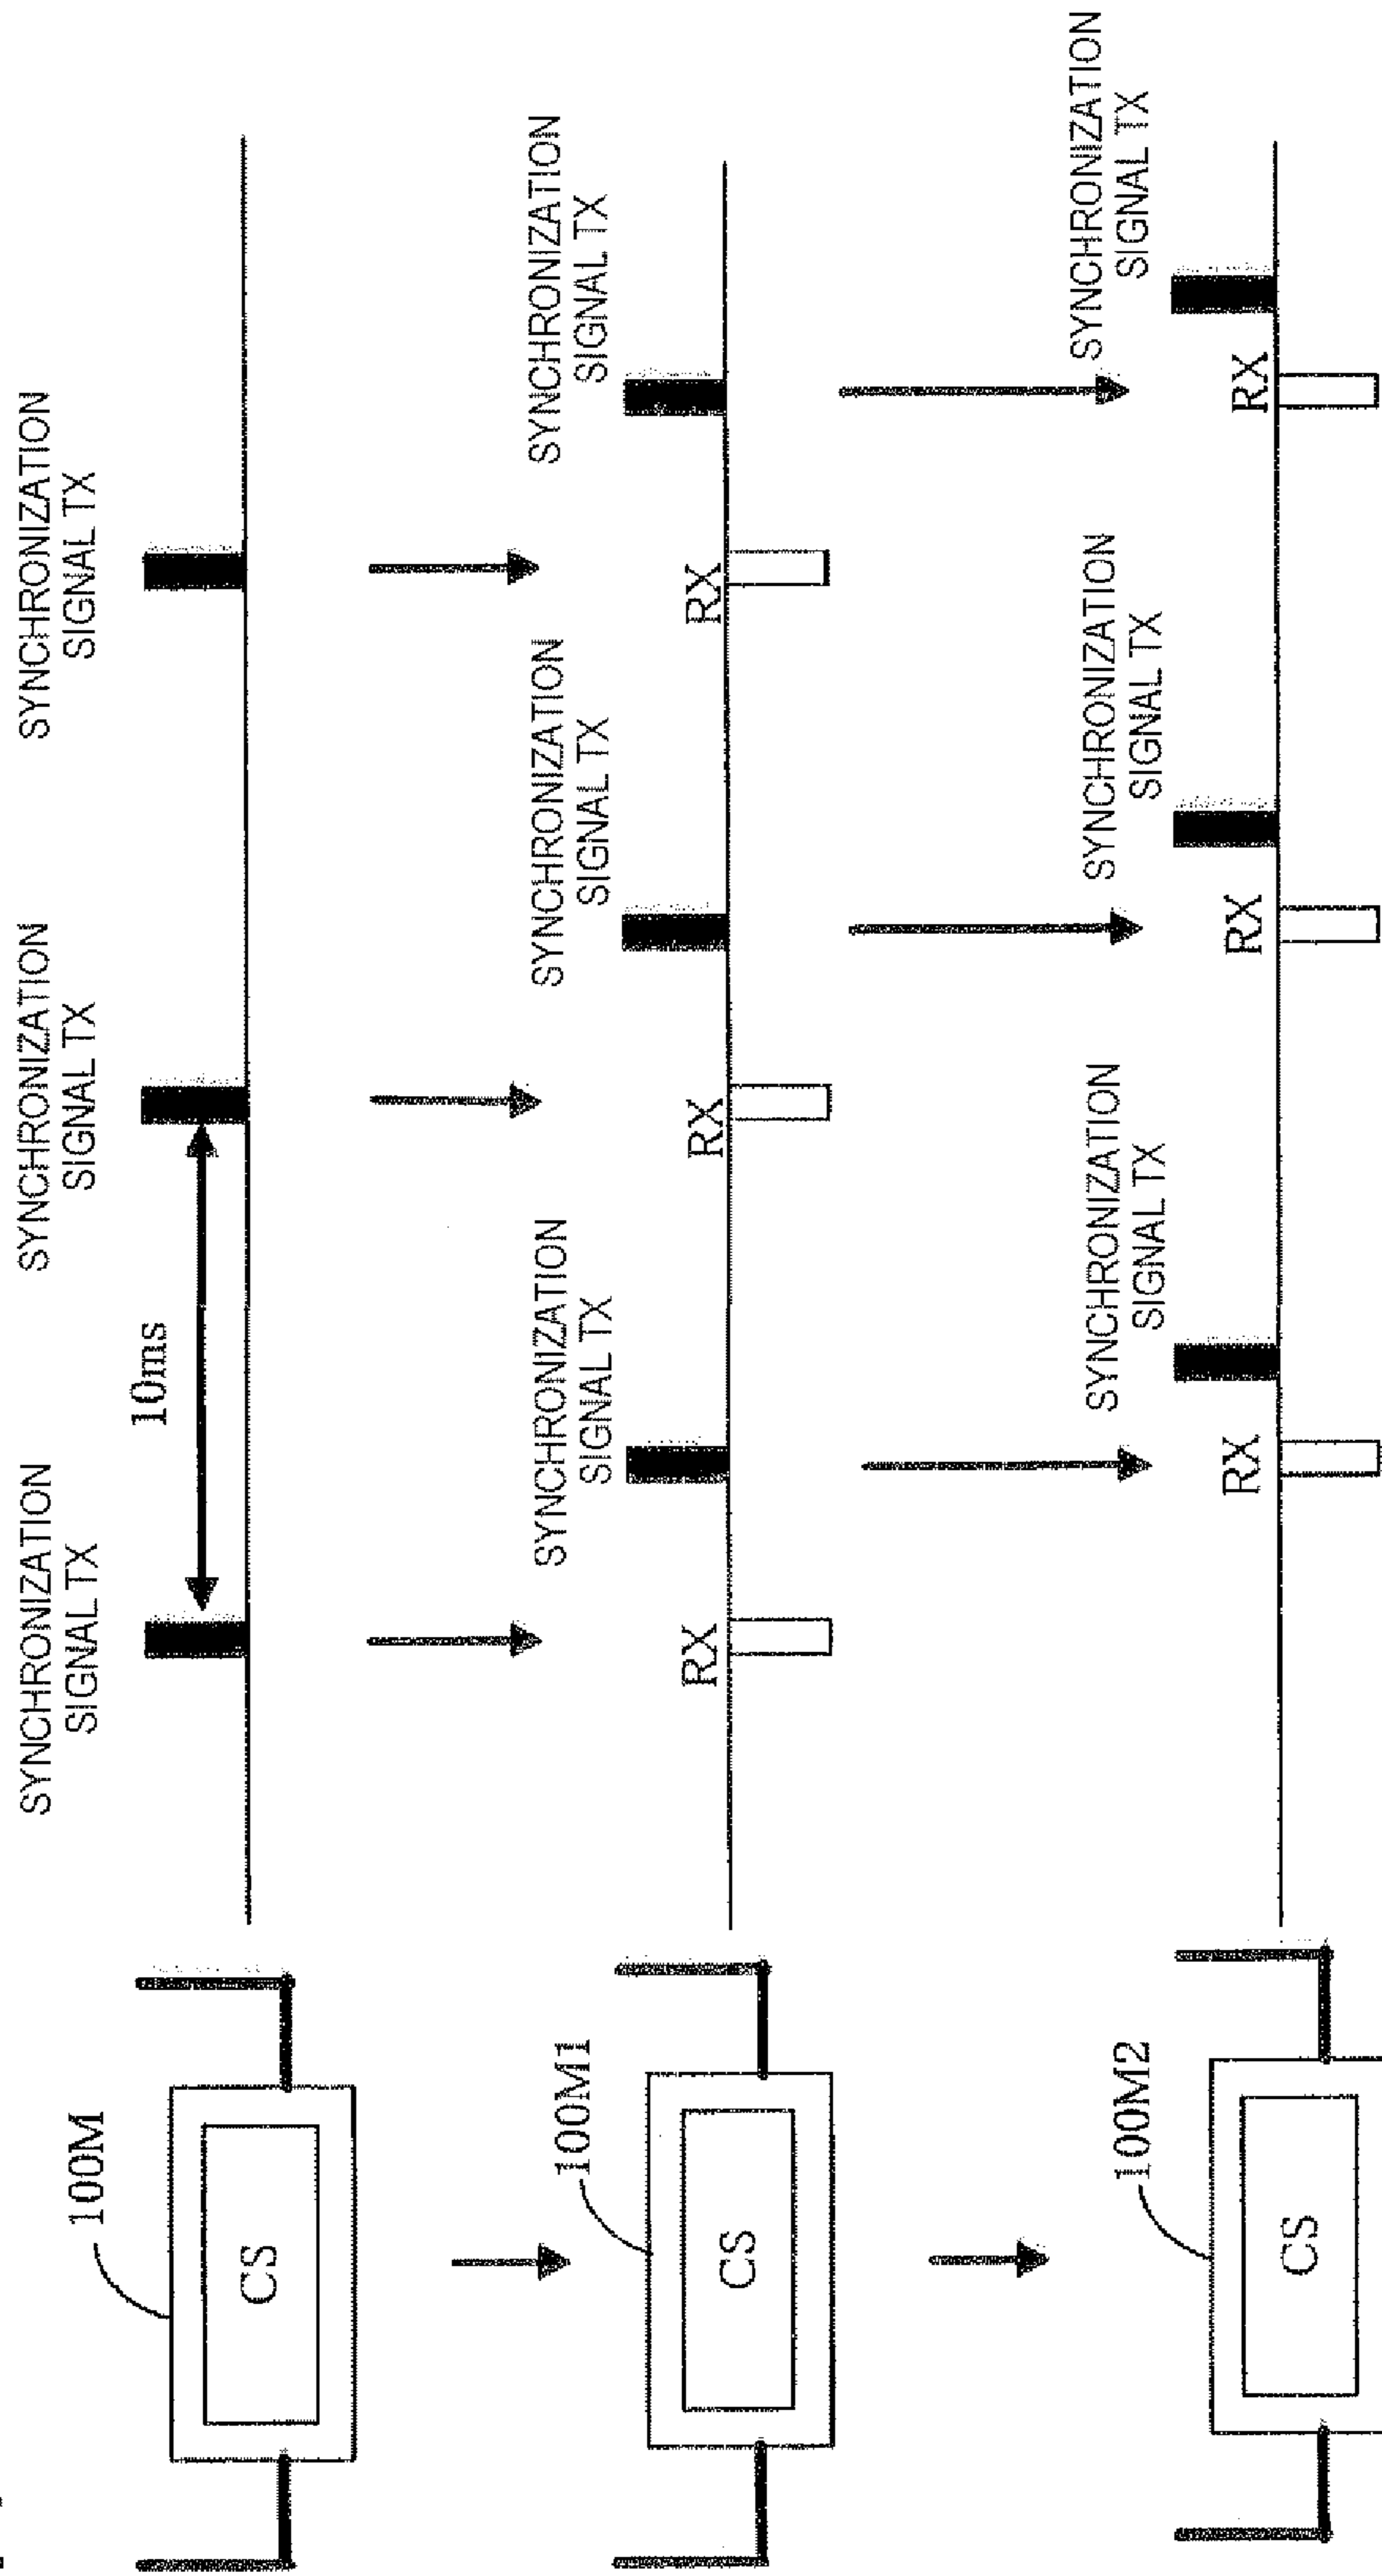 100M
CS
SYNCHRONIZATION
SIGNAL TX
SYNCHRONIZATION
SIGNAL TX
SYNCHRONIZATION
SIGNAL TX
10ms
100M1
CS
SYNCHRONIZATION
SIGNAL TX
SYNCHRONIZATION
SIGNAL TX
SYNCHRONIZATION
SIGNAL TX
RX
RX
RX
100M2
CS
SYNCHRONIZATION
SIGNAL TX
SYNCHRONIZATION
SIGNAL TX
SYNCHRONIZATION
SIGNAL TX
RX
RX
RX